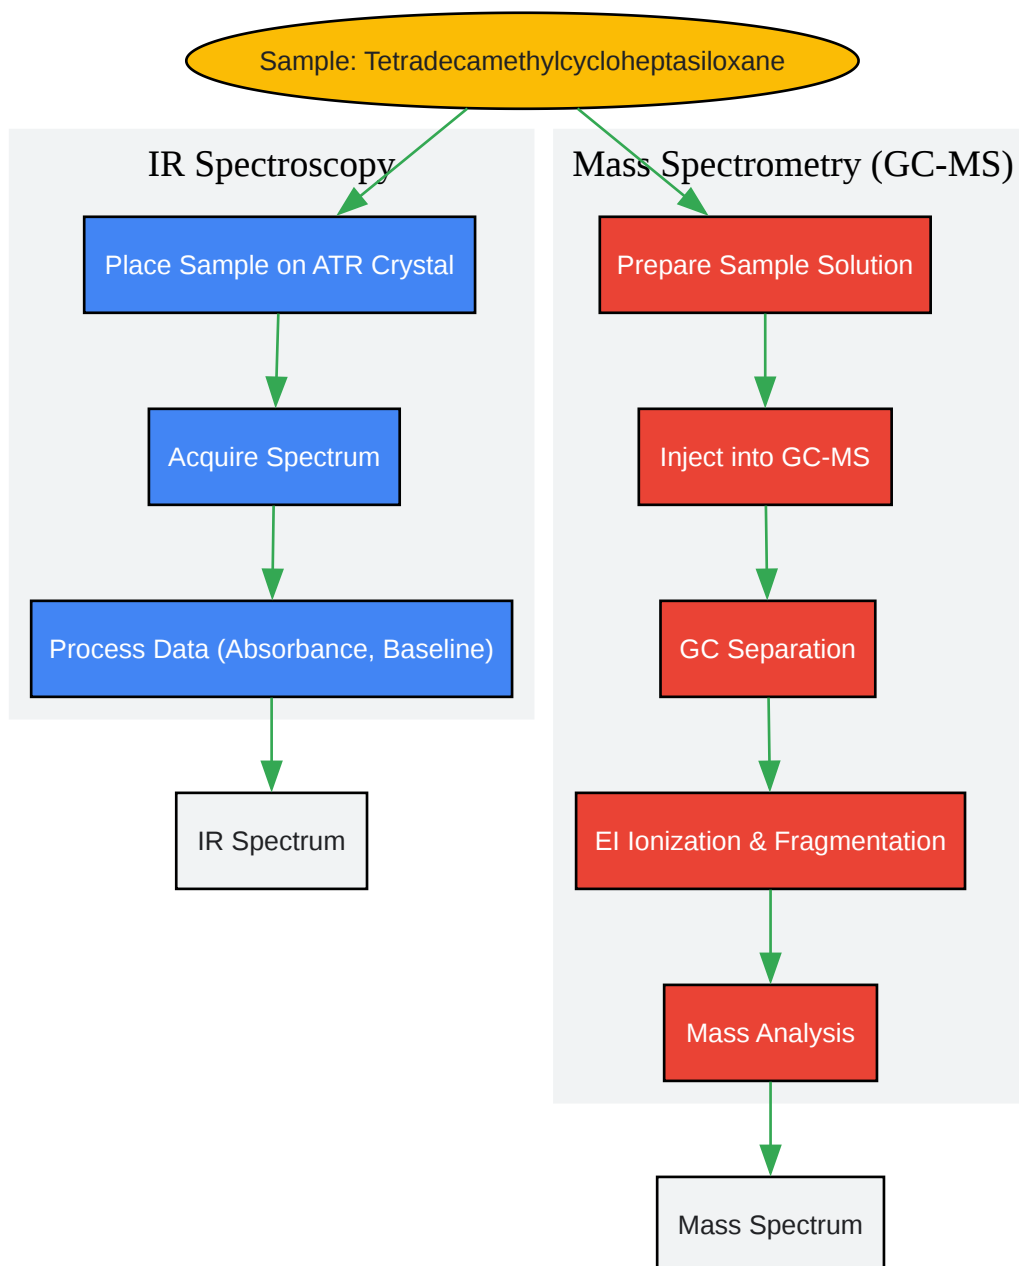 Sample: Tetradecamethylcycloheptasiloxane
IR Spectroscopy
Place Sample on ATR Crystal
Acquire Spectrum
Process Data (Absorbance, Baseline)
IR Spectrum
Mass Spectrometry (GC-MS)
Prepare Sample Solution
Inject into GC-MS
GC Separation
EI Ionization & Fragmentation
Mass Analysis
Mass Spectrum